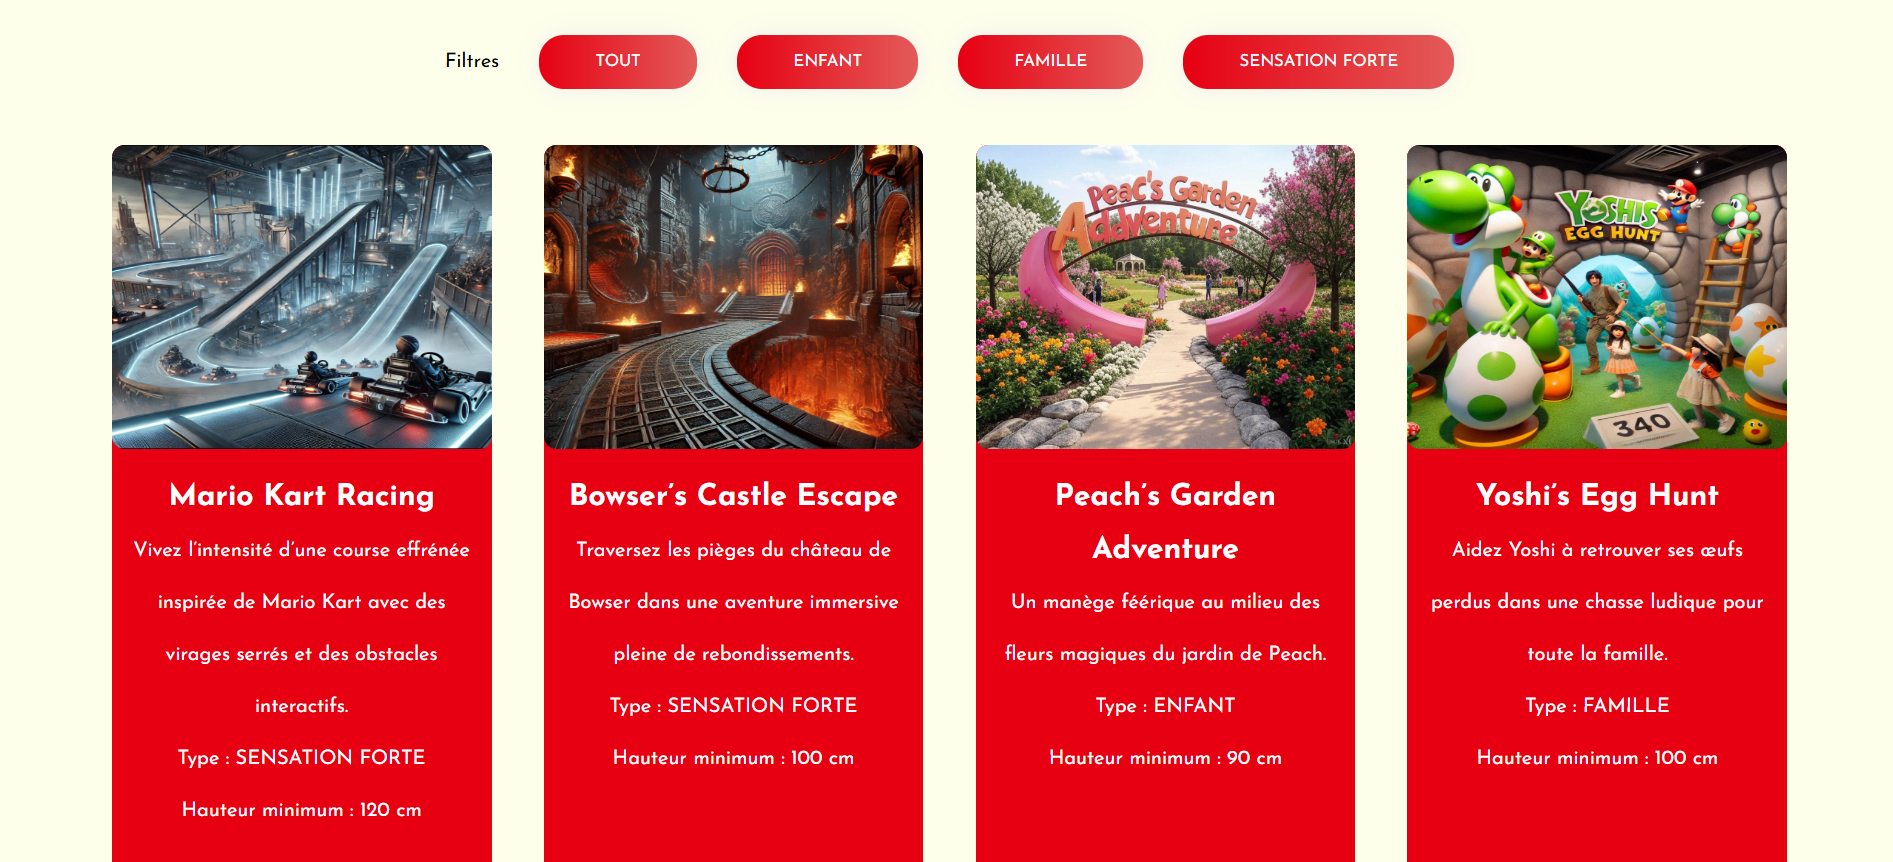 Filtres
TOUT
ENFANT
FAMILLE
SENSATION FORTE
Peac's Garden
Addventure
YOSHIS
EGG HUNT
340
Mario Kart Racing
Vivez l'intensité d'une course effrénée
inspirée de Mario Kart avec des
virages serrés et des obstacles
interactifs.
Type : SENSATION FORTE
Hauteur minimum : 120 cm
Bowser's Castle Escape
Traversez les pièges du château de
Bowser dans une aventure immersive
pleine de rebondissements.
Type : SENSATION FORTE
Hauteur minimum : 100 cm
Peach's Garden
Adventure
Un manège féérique au milieu des
fleurs magiques du jardin de Peach.
Type : ENFANT
Hauteur minimum : 90 cm
Yoshi's Egg Hunt
Aidez Yoshi à retrouver ses œufs
perdus dans une chasse ludique pour
toute la famille.
Type : FAMILLE
Hauteur minimum : 100 cm